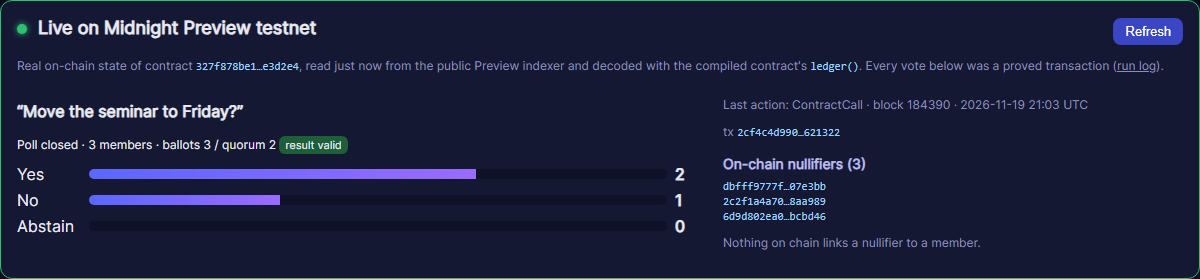 Live on Midnight Preview testnet
Refresh
Real on-chain state of contract 327f878be1…e3d2e4, read just now from the public Preview indexer and decoded with the compiled contract's ledger(). Every vote below was a proved transaction (run log).
“Move the seminar to Friday?”
Poll closed · 3 members · ballots 3 / quorum 2 result valid
Yes 2
No 1
Abstain 0
Last action: ContractCall · block 184390 · 2026-11-19 21:03 UTC
tx 2cf4c4d990…621322
On-chain nullifiers (3)
dbfff9777f…07e3bb
2c2f1a4a70…8aa989
6d9d802ea0…bcbd46
Nothing on chain links a nullifier to a member.